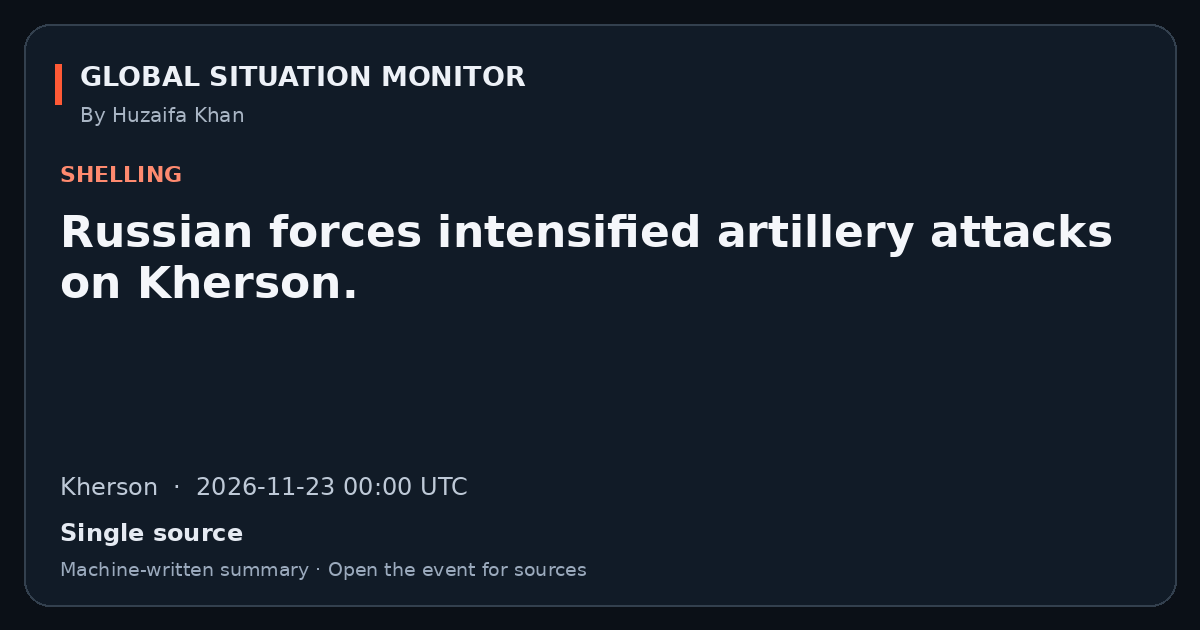 GLOBAL SITUATION MONITOR
By Huzaifa Khan
SHELLING
Russian forces intensified artillery attacks
on Kherson.
Kherson · 2026-11-23 00:00 UTC
Single source
Machine-written summary · Open the event for sources